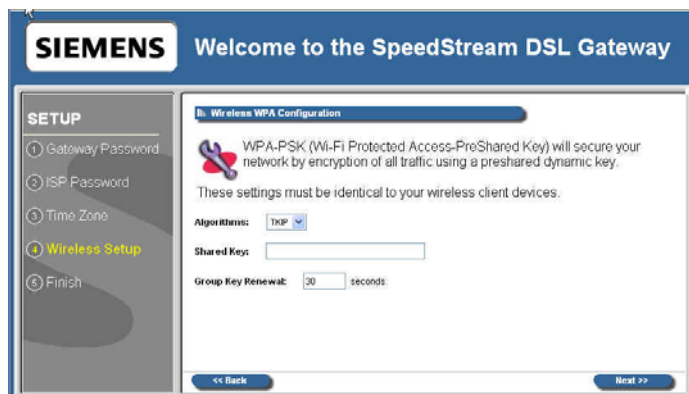 SIEMENS
Welcome to the SpeedStream DSL Gateway
SETUP
1 Gateway Password
2 ISP Password
3 Time Zone
4 Wireless Setup
5 Finish
Wireless WPA Configuration
WPA-PSK (Wi-Fi Protected Access-PreShared Key) will secure your
network by encryption of all traffic using a preshared dynamic key.
These settings must be identical to your wireless client devices.
Algorithms: TKIP
Shared Key:
Group Key Renewal: 30 seconds
<< Back
Next >>